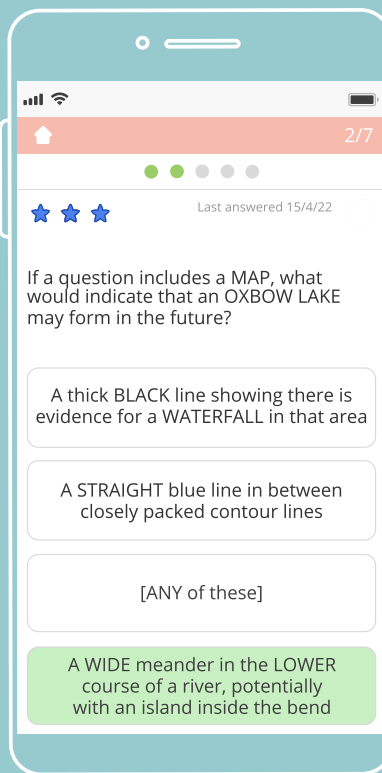 2/7
Last answered 15/4/22
If a question includes a MAP, what
would indicate that an OXBOW LAKE
may form in the future?
A thick BLACK line showing there is
evidence for a WATERFALL in that area
A STRAIGHT blue line in between
closely packed contour lines
[ANY of these]
A WIDE meander in the LOWER
course of a river, potentially
with an island inside the bend